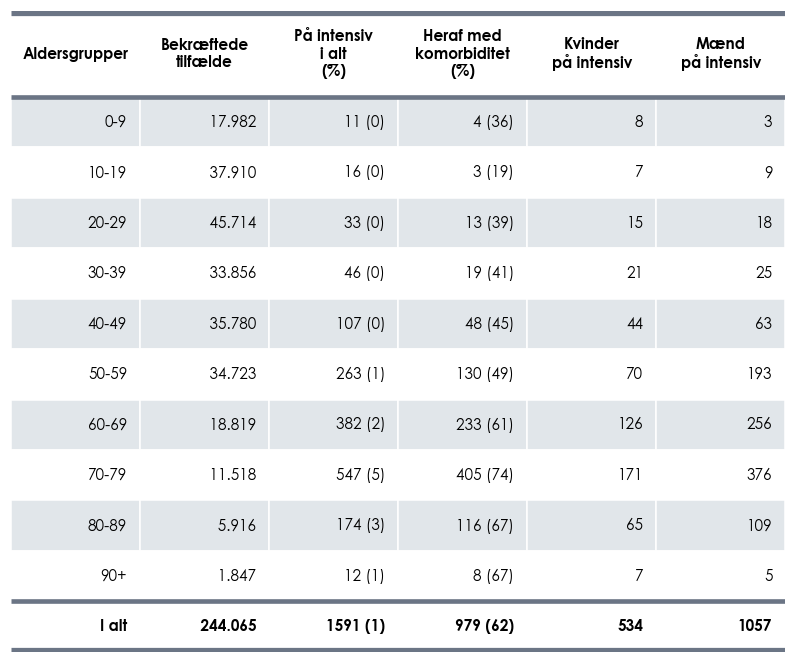 Aldersgrupper Bekræftede tilfælde På intensiv i alt (%) Heraf med komorbiditet (%) Kvinder på intensiv Mænd på intensiv
0-9 17.982 11 (0) 4 (36) 8 3
10-19 37.910 16 (0) 3 (19) 7 9
20-29 45.714 33 (0) 13 (39) 15 18
30-39 33.856 46 (0) 19 (41) 21 25
40-49 35.780 107 (0) 48 (45) 44 63
50-59 34.723 263 (1) 130 (49) 70 193
60-69 18.819 382 (2) 233 (61) 126 256
70-79 11.518 547 (5) 405 (74) 171 376
80-89 5.916 174 (3) 116 (67) 65 109
90+ 1.847 12 (1) 8 (67) 7 5
I alt 244.065 1591 (1) 979 (62) 534 1057